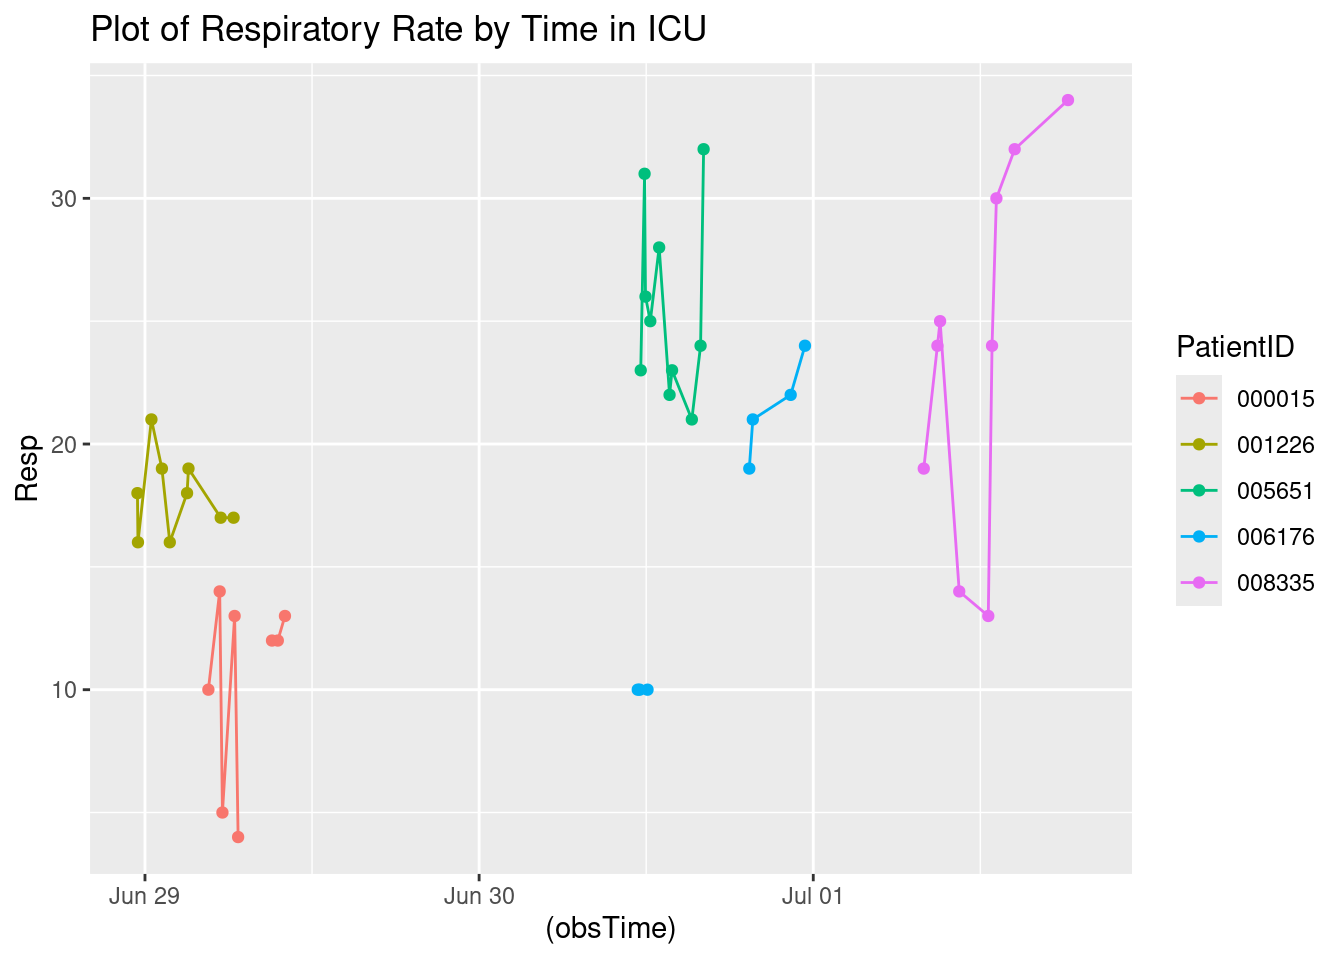 Plot of Respiratory Rate by Time in ICU
Resp
30
20
10
Jun 29
Jun 30
Jul 01
(obsTime)
PatientID
000015
001226
005651
006176
008335